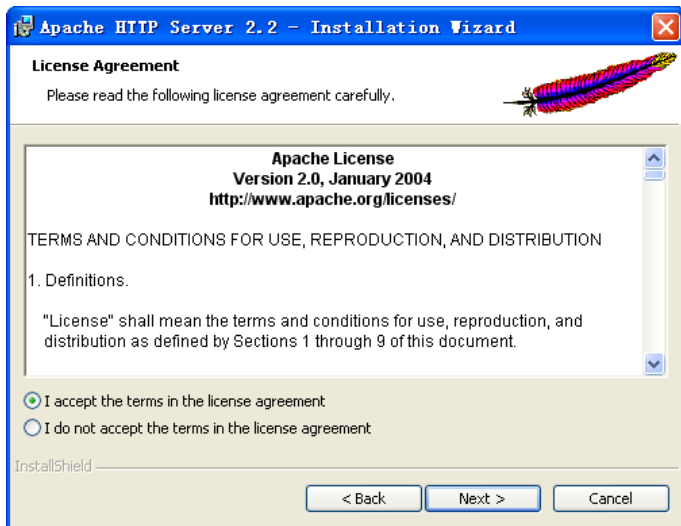 Apache HTTP Server 2.2 - Installation Wizard
License Agreement
Please read the following license agreement carefully.
Apache License
Version 2.0, January 2004
http://www.apache.org/licenses/
TERMS AND CONDITIONS FOR USE, REPRODUCTION, AND DISTRIBUTION
1. Definitions.
"License" shall mean the terms and conditions for use, reproduction, and
distribution as defined by Sections 1 through 9 of this document.
I accept the terms in the license agreement
I do not accept the terms in the license agreement
InstallShield
< Back Next > Cancel